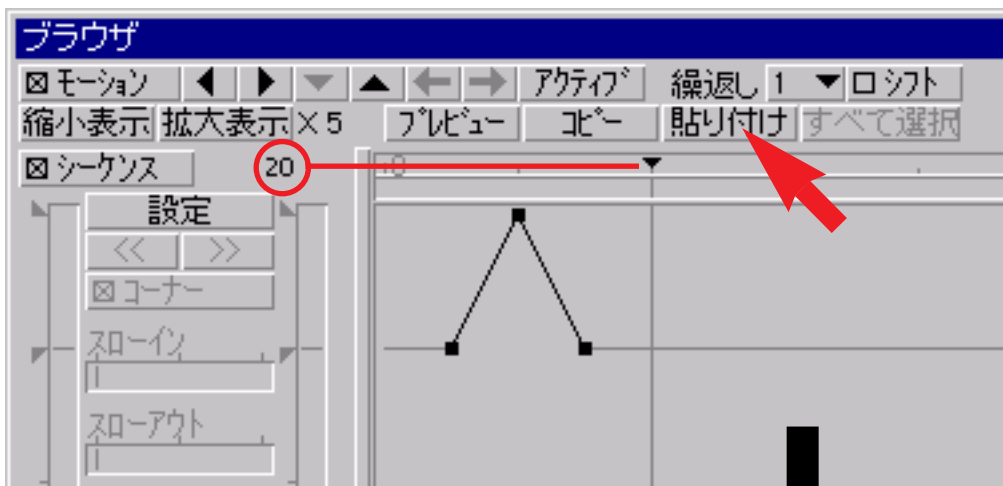 ブラウザ
モーション アクティブ 繰返し 1 シフト
縮小表示 拡大表示 ×5 プレビュー コピー 貼り付け すべて選択
シーケンス 20
設定
<< >>
コーナー
スローイン
スローアウト